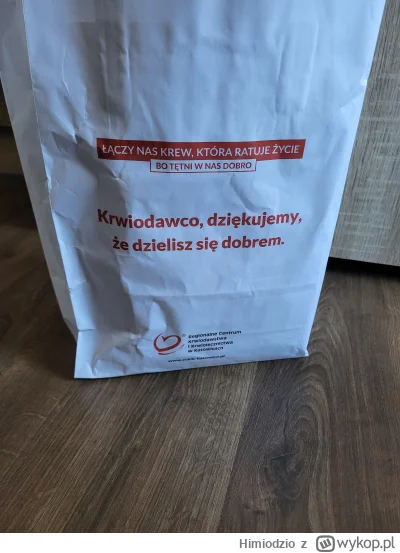 ŁĄCZY NAS KREW, KTÓRA RATUJE ŻYCIE
BO TĘTNI W NAS DOBRO
Krwiodawco, dziękujemy,
że dzielisz się dobrem.
Regionalne Centrum
Krwiodawstwa
i Krwiolecznictwa
w Katowicach
Himiodzio z wykop.pl